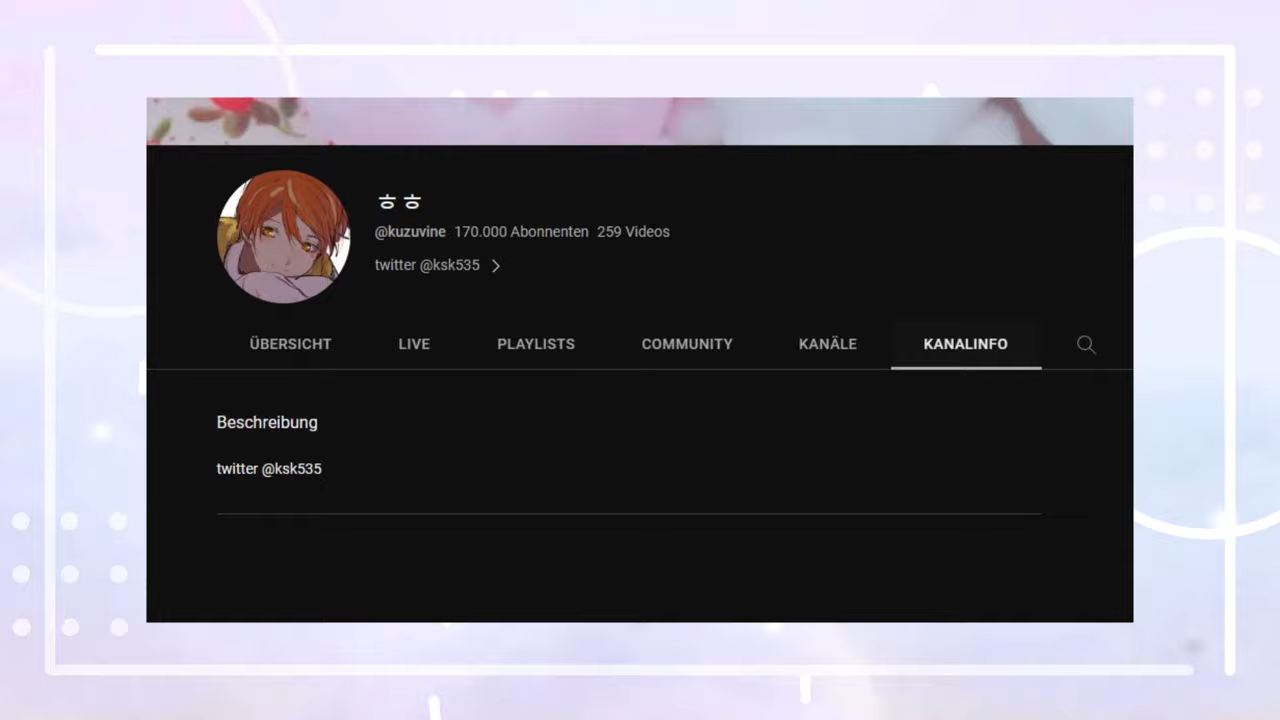 ㅎㅎ
@kuzuvine 170.000 Abonnenten 259 Videos
twitter @ksk535
ÜBERSICHT LIVE PLAYLISTS COMMUNITY KANÄLE KANALINFO
Beschreibung
twitter @ksk535